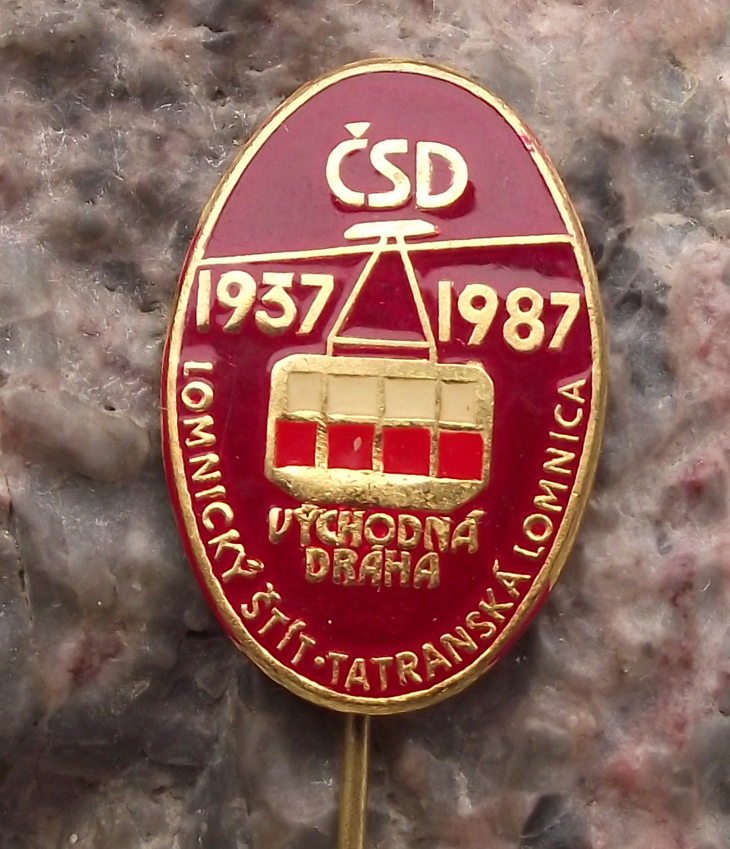 ČSD
1937 1987
VÝCHODNÁ
DRÁHA
LOMNICKÝ ŠTÍT · TATRANSKÁ LOMNICA